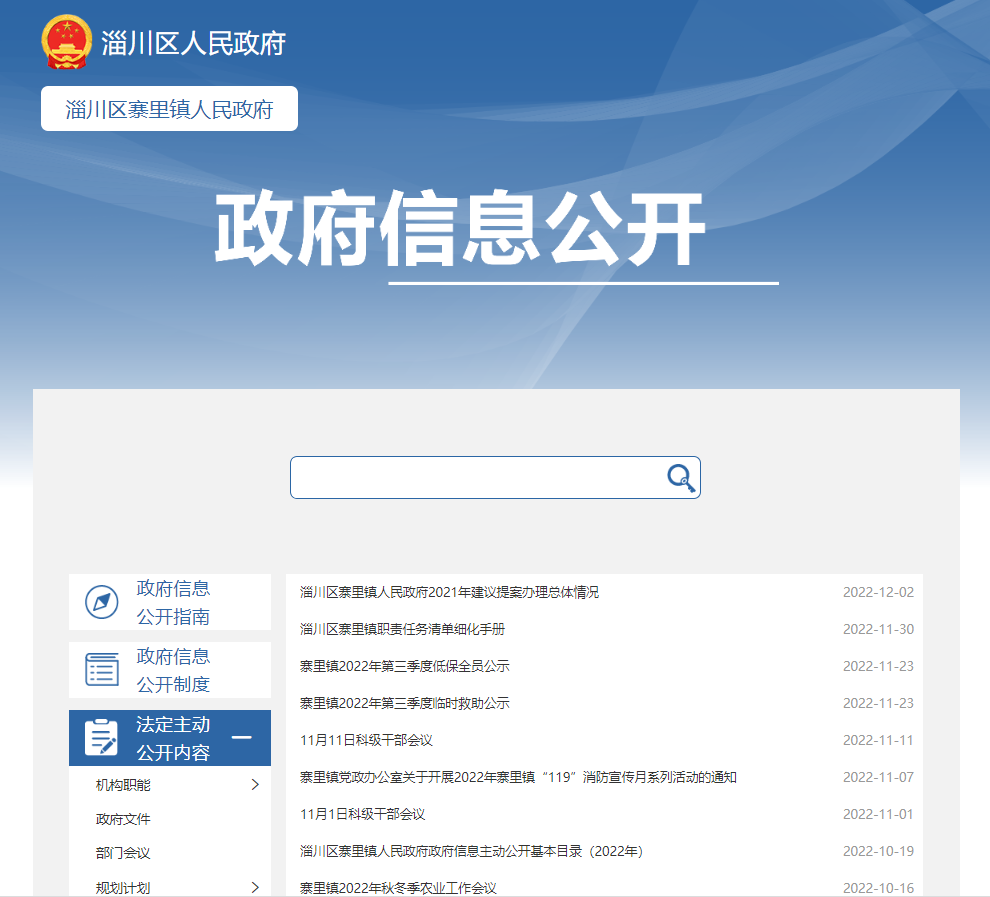 淄川区人民政府
淄川区寨里镇人民政府
政府信息公开
政府信息
公开指南
政府信息
公开制度
法定主动
公开内容
机构职能
政府文件
部门会议
规划计划
淄川区寨里镇人民政府2021年建议提案办理总体情况 2022-12-02
淄川区寨里镇职责任务清单细化手册 2022-11-30
寨里镇2022年第三季度低保全员公示 2022-11-23
寨里镇2022年第三季度临时救助公示 2022-11-23
11月11日科级干部会议 2022-11-11
寨里镇党政办公室关于开展2022年寨里镇“119”消防宣传月系列活动的通知 2022-11-07
11月1日科级干部会议 2022-11-01
淄川区寨里镇人民政府政府信息主动公开基本目录（2022年） 2022-10-19
寨里镇2022年秋冬季农业工作会议 2022-10-16